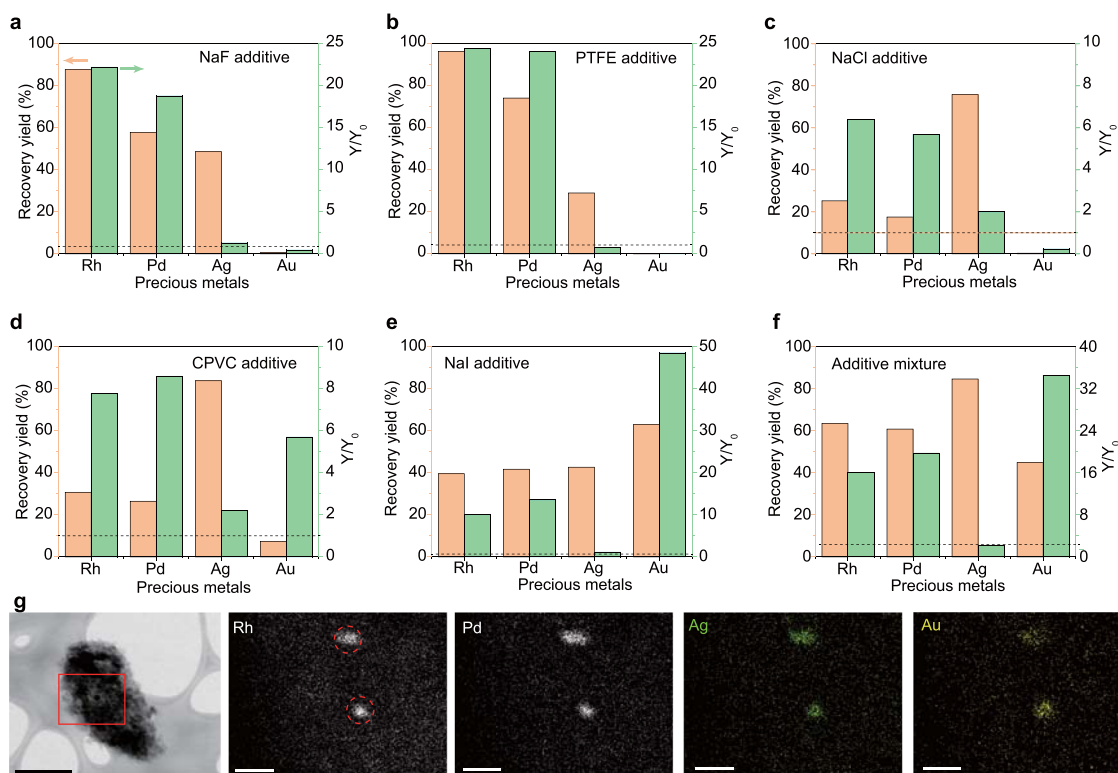 a
NaF additive
Recovery yield (%)
100
80
60
40
20
0
25
20
15
10
5
0
Y/Y0
Rh Pd Ag Au
Precious metals
b
PTFE additive
Recovery yield (%)
100
80
60
40
20
0
25
20
15
10
5
0
Y/Y0
Rh Pd Ag Au
Precious metals
c
NaCl additive
Recovery yield (%)
100
80
60
40
20
0
10
8
6
4
2
0
Y/Y0
Rh Pd Ag Au
Precious metals
d
CPVC additive
Recovery yield (%)
100
80
60
40
20
0
10
8
6
4
2
0
Y/Y0
Rh Pd Ag Au
Precious metals
e
NaI additive
Recovery yield (%)
100
80
60
40
20
0
50
40
30
20
10
0
Y/Y0
Rh Pd Ag Au
Precious metals
f
Additive mixture
Recovery yield (%)
100
80
60
40
20
0
40
32
24
16
8
0
Y/Y0
Rh Pd Ag Au
Precious metals
g
Rh
Pd
Ag
Au